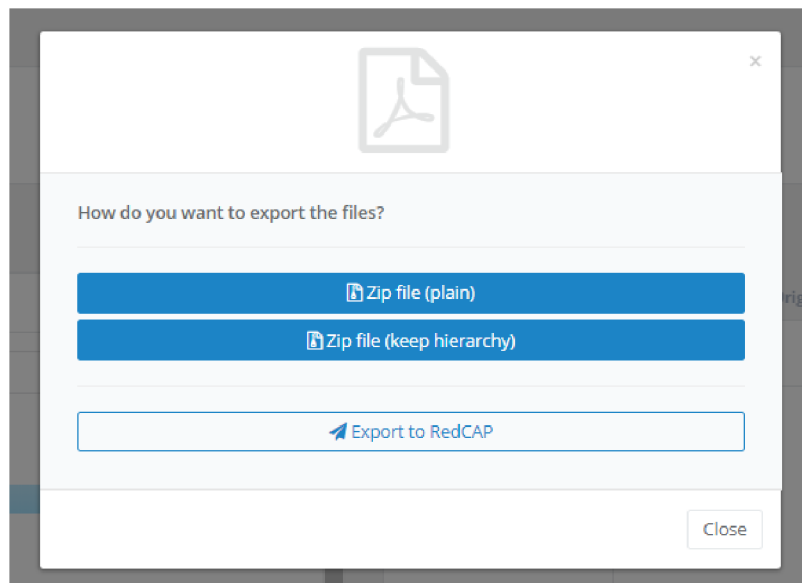 ×
How do you want to export the files?
Zip file (plain)
Zip file (keep hierarchy)
Export to RedCAP
Close